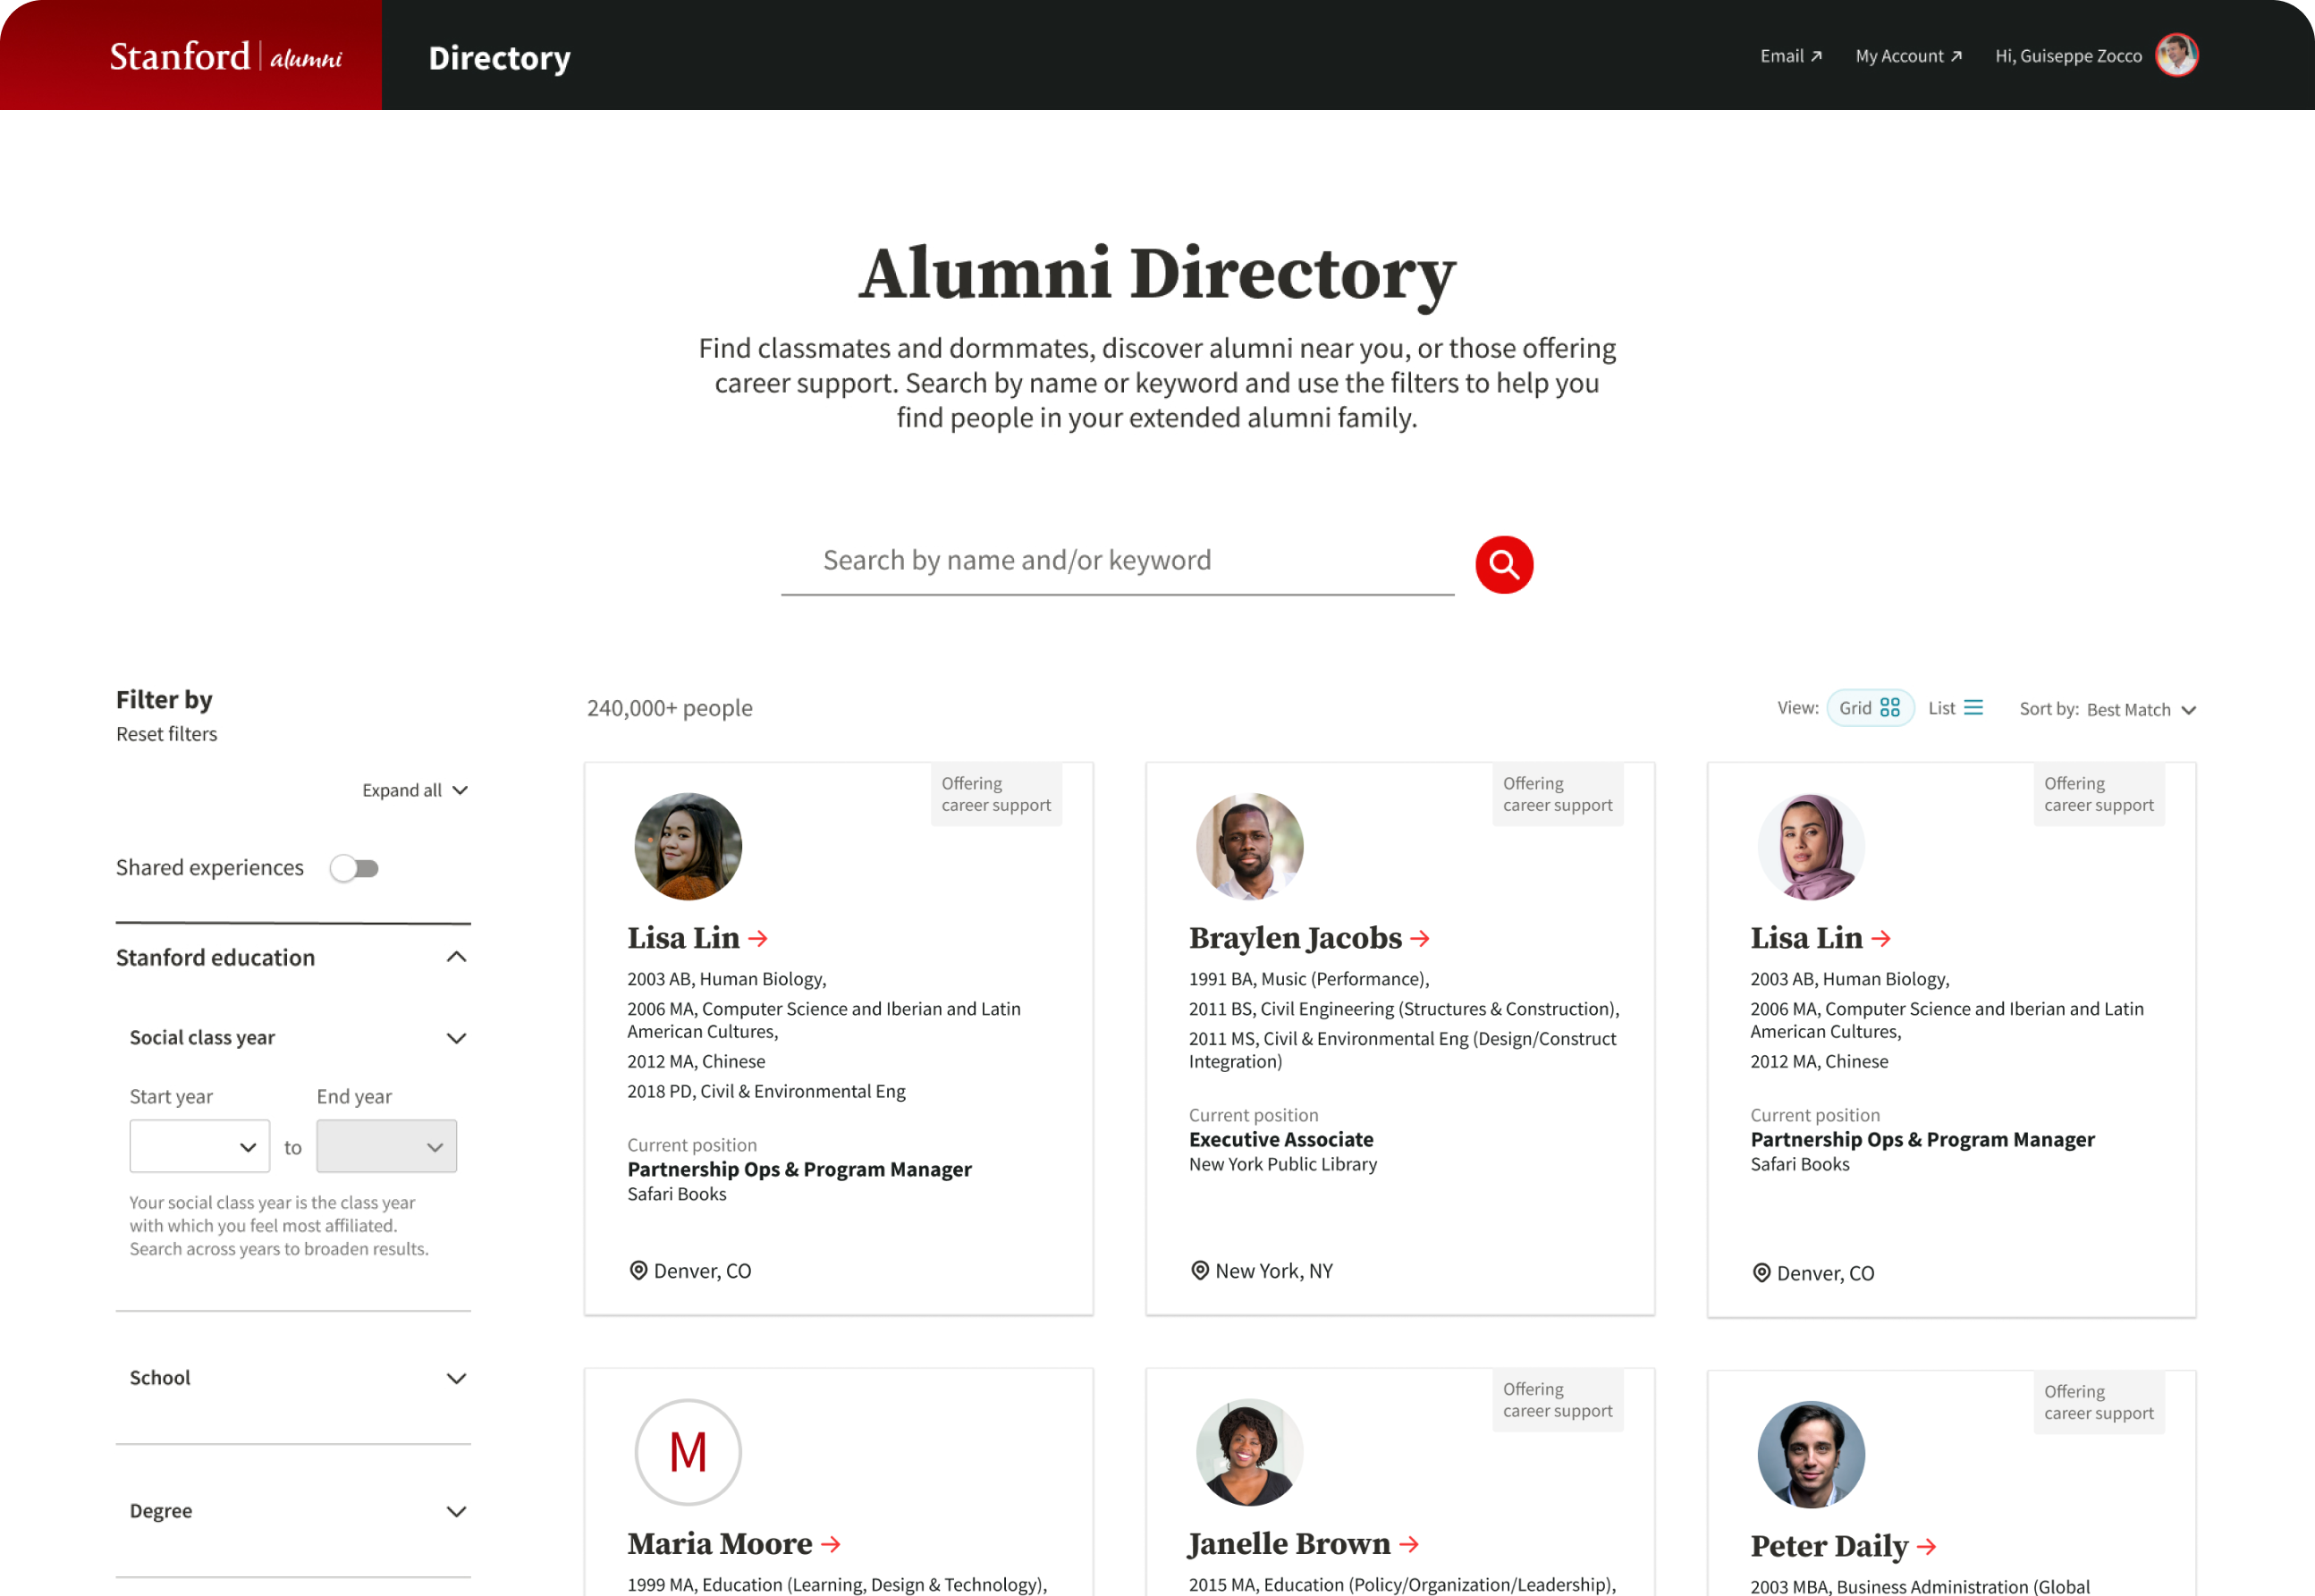 Stanford alumni
Directory
Email
My Account
Hi, Guiseppe Zocco
Alumni Directory
Find classmates and dormmates, discover alumni near you, or those offering
career support. Search by name or keyword and use the filters to help you
find people in your extended alumni family.
Search by name and/or keyword
Filter by
Reset filters
Expand all
Shared experiences
Stanford education
Social class year
Start year
End year
to
Your social class year is the class year
with which you feel most affiliated.
Search across years to broaden results.
School
Degree
240,000+ people
View:
Grid
List
Sort by: Best Match
Offering
career support
Lisa Lin
2003 AB, Human Biology,
2006 MA, Computer Science and Iberian and Latin
American Cultures,
2012 MA, Chinese
2018 PD, Civil & Environmental Eng
Current position
Partnership Ops & Program Manager
Safari Books
Denver, CO
Offering
career support
Braylen Jacobs
1991 BA, Music (Performance),
2011 BS, Civil Engineering (Structures & Construction),
2011 MS, Civil & Environmental Eng (Design/Construct
Integration)
Current position
Executive Associate
New York Public Library
New York, NY
Offering
career support
Lisa Lin
2003 AB, Human Biology,
2006 MA, Computer Science and Iberian and Latin
American Cultures,
2012 MA, Chinese
Current position
Partnership Ops & Program Manager
Safari Books
Denver, CO
M
Maria Moore
1999 MA, Education (Learning, Design & Technology),
Offering
career support
Janelle Brown
2015 MA, Education (Policy/Organization/Leadership),
Offering
career support
Peter Daily
2003 MBA, Business Administration (Global